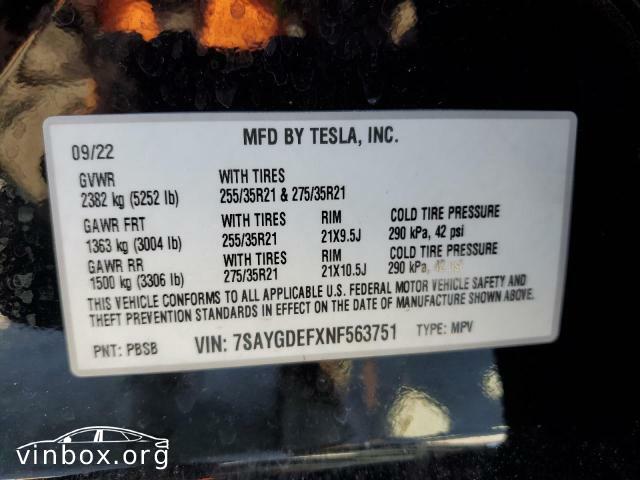 MFD BY TESLA, INC.
09/22
GVWR WITH TIRES
2382 kg (5252 lb) 255/35R21 & 275/35R21
GAWR FRT WITH TIRES RIM COLD TIRE PRESSURE
1363 kg (3004 lb) 255/35R21 21X9.5J 290 kPa, 42 psi
GAWR RR WITH TIRES RIM COLD TIRE PRESSURE
1500 kg (3306 lb) 275/35R21 21X10.5J 290 kPa, 42 psi
THIS VEHICLE CONFORMS TO ALL APPLICABLE U.S. FEDERAL MOTOR VEHICLE SAFETY AND
THEFT PREVENTION STANDARDS IN EFFECT ON THE DATE OF MANUFACTURE SHOWN ABOVE.
PNT: PBSB VIN: 7SAYGDEFXNF563751 TYPE: MPV
vinbox.org